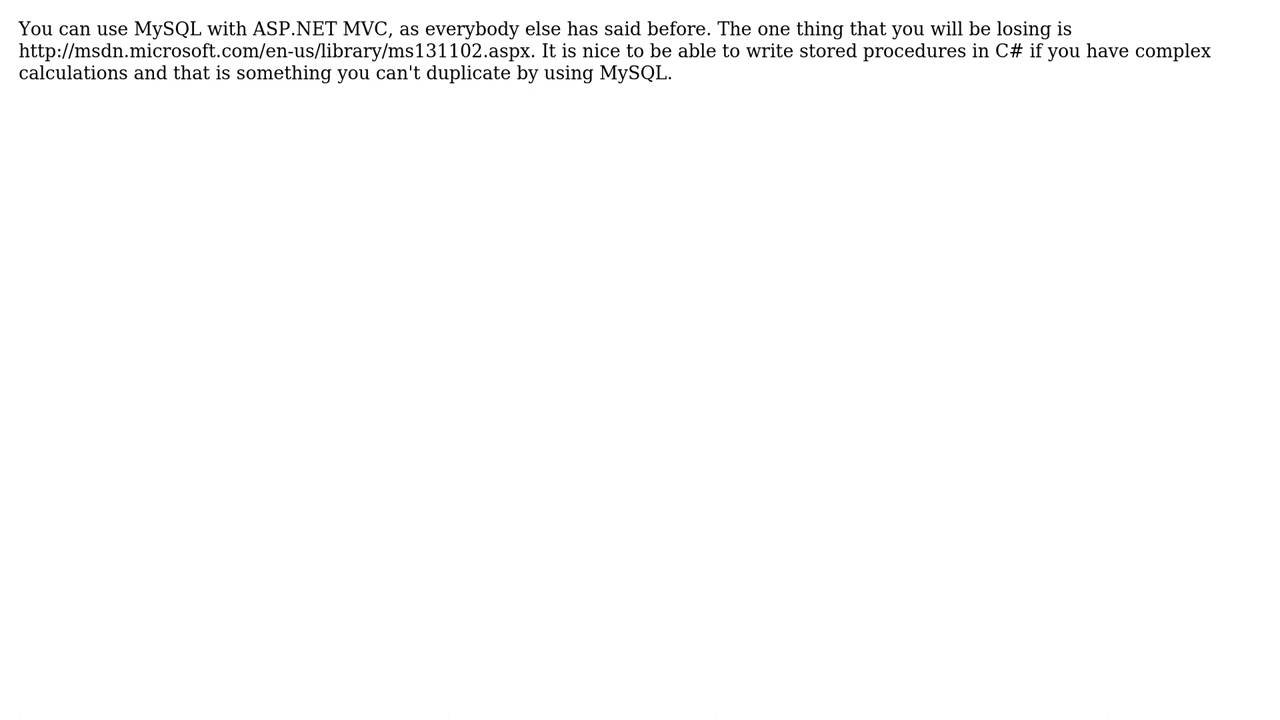 You can use MySQL with ASP.NET MVC, as everybody else has said before. The one thing that you will be losing is
http://msdn.microsoft.com/en-us/library/ms131102.aspx. It is nice to be able to write stored procedures in C# if you have complex
calculations and that is something you can't duplicate by using MySQL.